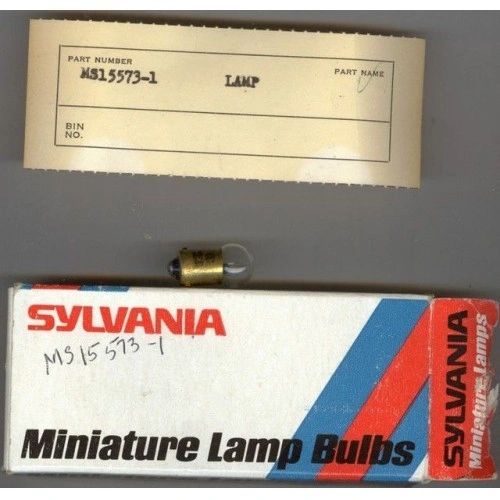 PART NUMBER PART NAME
MS15573-1 LAMP
BIN
NO.
SYLVANIA
MS15573-1
Miniature Lamp Bulbs
SYLVANIA
Miniature Lamps